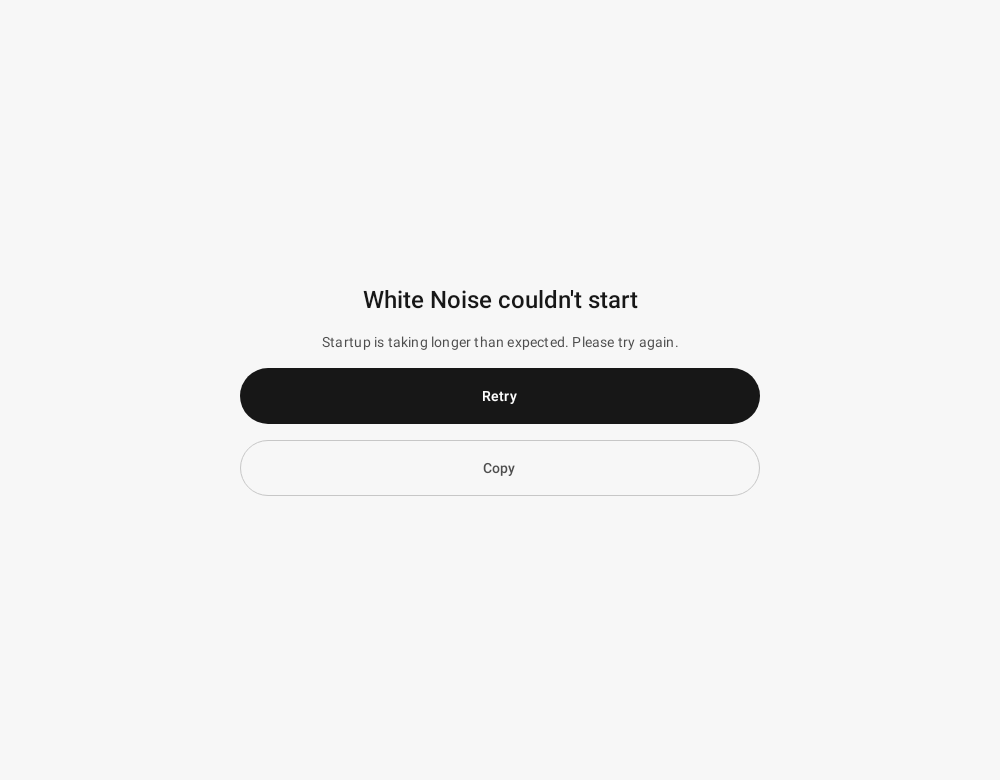 White Noise couldn't start
Startup is taking longer than expected. Please try again.
Retry
Copy